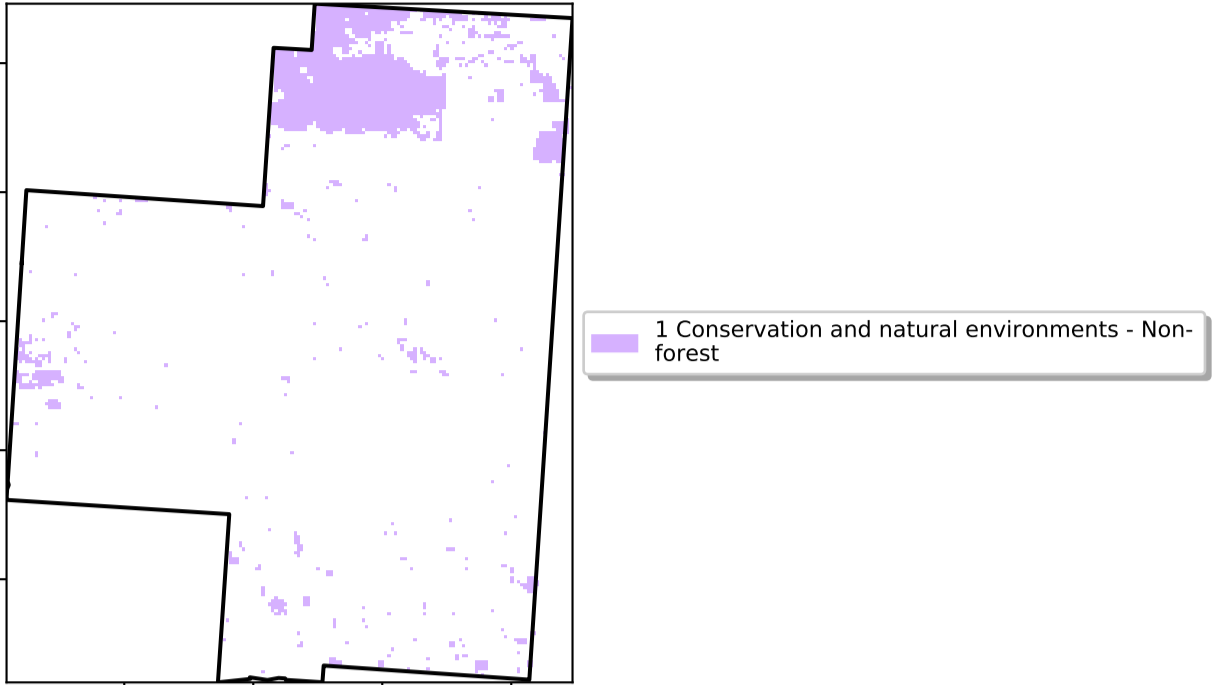 1 Conservation and natural environments - Non-
forest